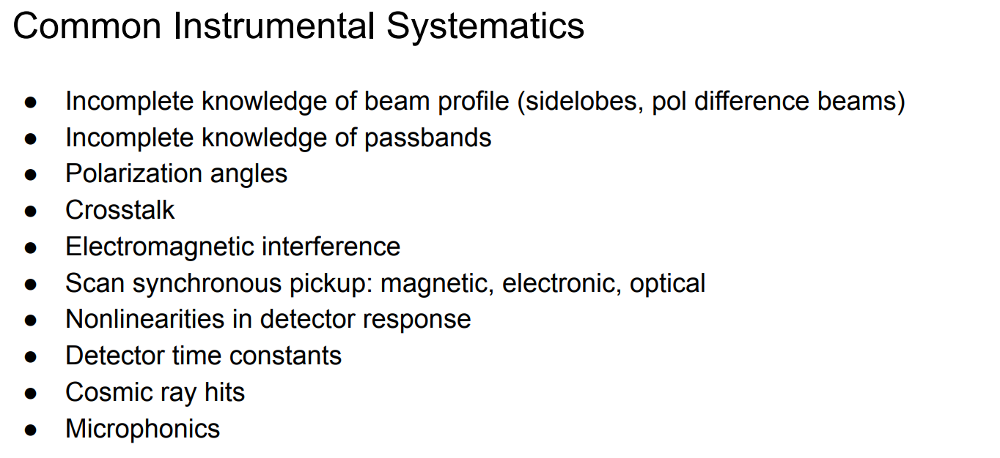 Common Instrumental Systematics
● Incomplete knowledge of beam profile (sidelobes, pol difference beams)
● Incomplete knowledge of passbands
● Polarization angles
● Crosstalk
● Electromagnetic interference
● Scan synchronous pickup: magnetic, electronic, optical
● Nonlinearities in detector response
● Detector time constants
● Cosmic ray hits
● Microphonics